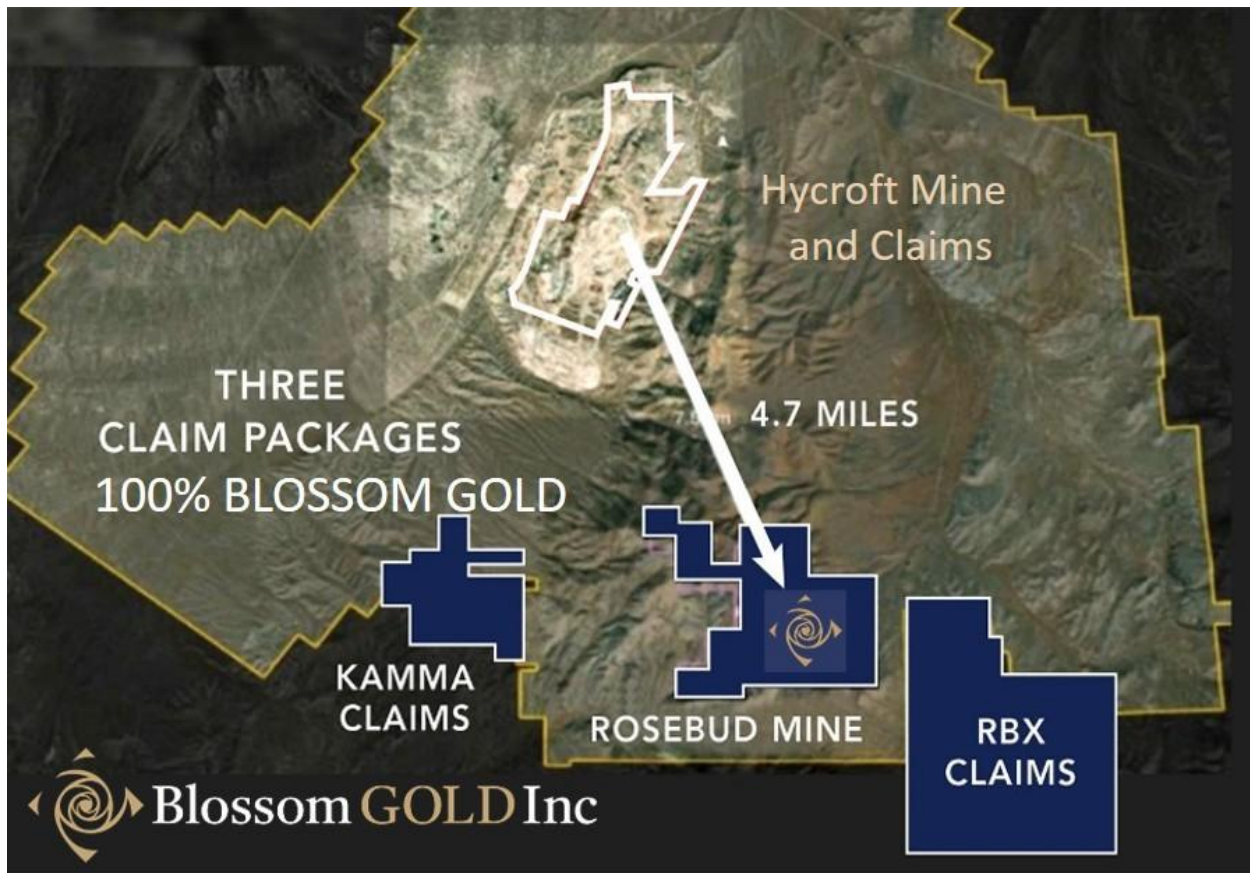 Hycroft Mine
and Claims
THREE
CLAIM PACKAGES
100% BLOSSOM GOLD
4.7 MILES
KAMMA
CLAIMS
ROSEBUD MINE
RBX
CLAIMS
Blossom GOLD Inc